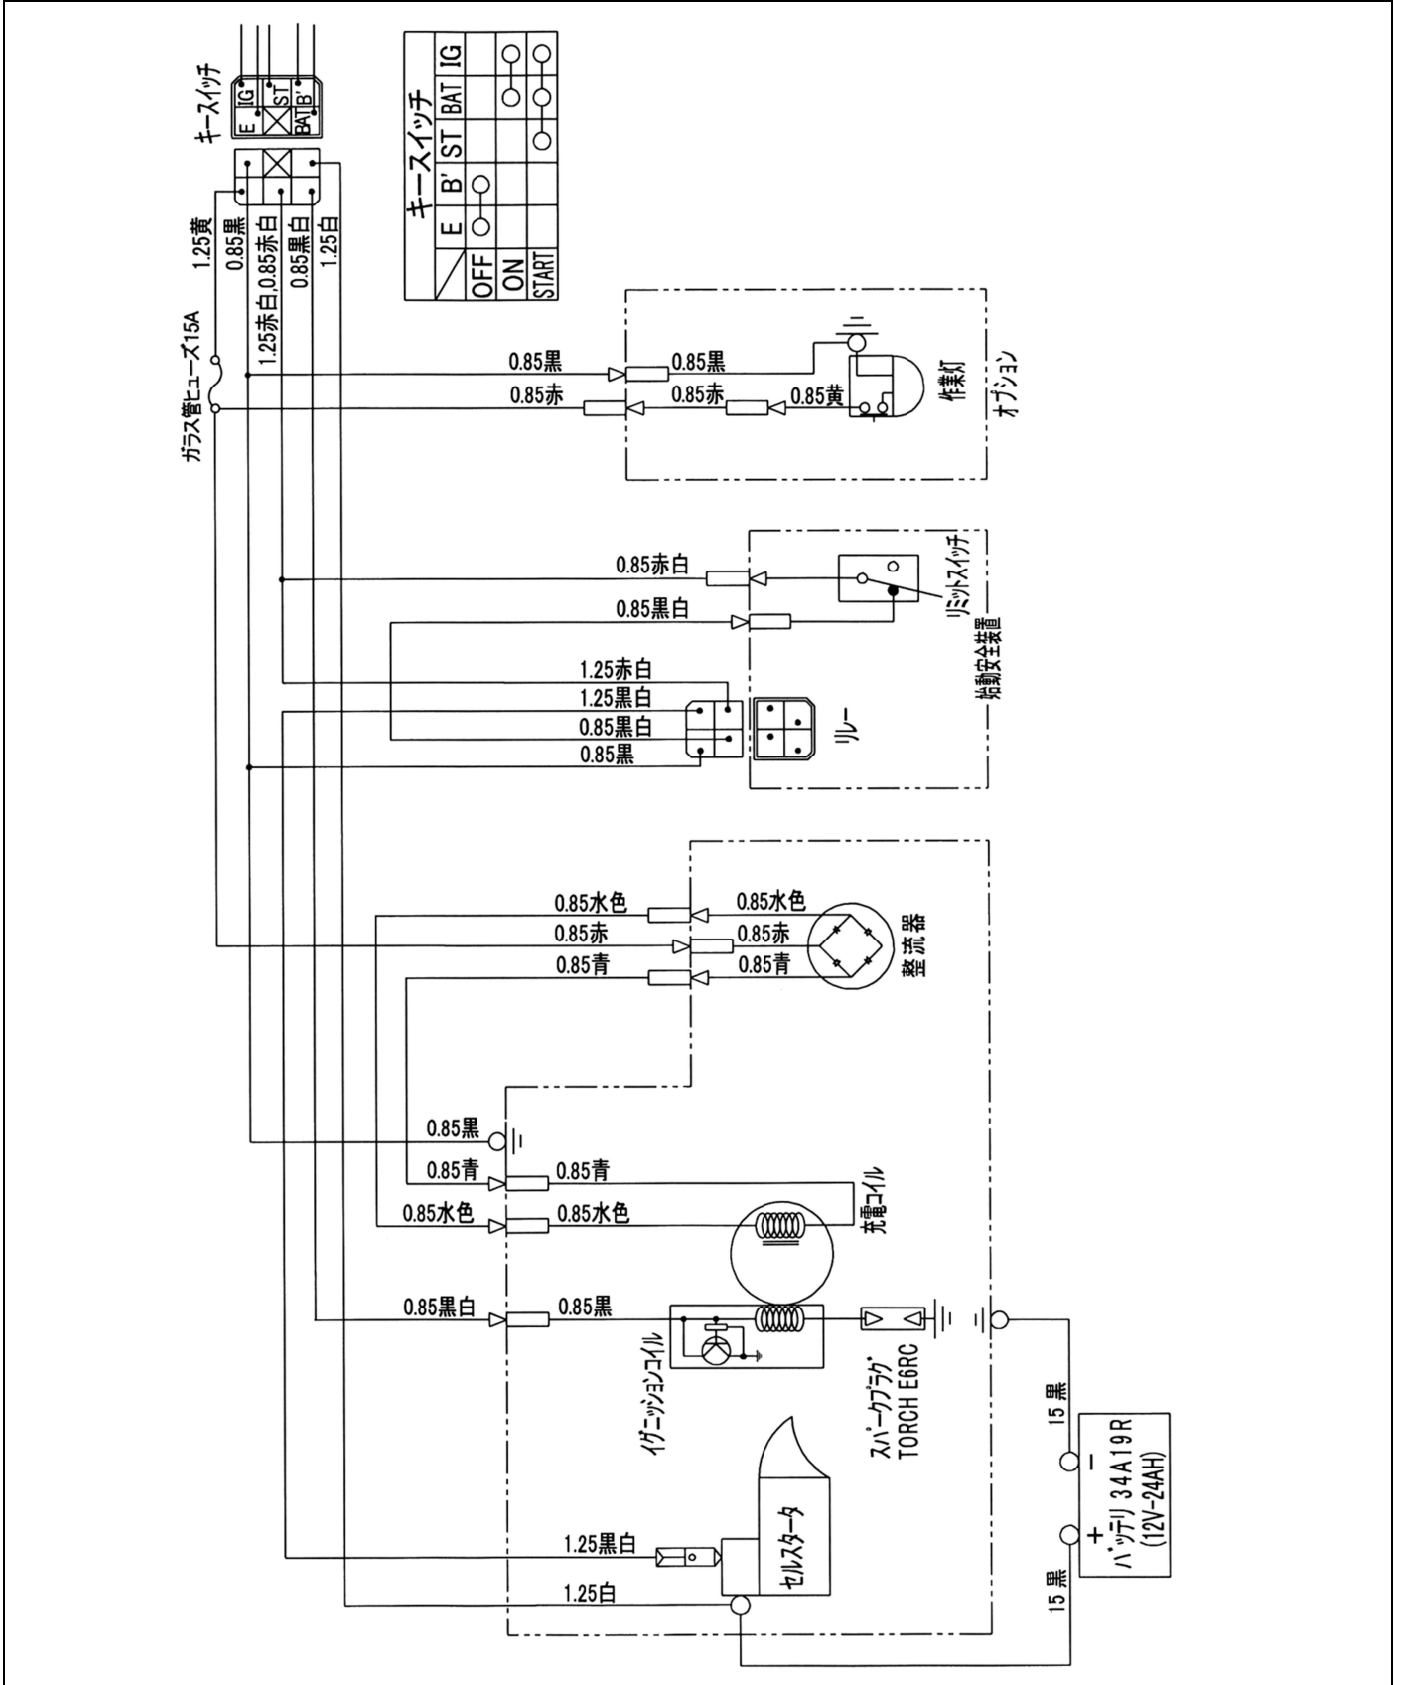 キースイッチ
IG
E
ST
BAT
B'
1.25黄
0.85黒
1.25赤白,0.85赤白
0.85黒白
1.25白
ガラス管ヒューズ15A
キースイッチ
E B' ST BAT IG
OFF
ON
START
0.85黒
0.85黒
0.85赤
0.85赤
0.85黄
作業灯
オプション
0.85赤白
0.85黒白
リミットスイッチ
始動安全装置
1.25赤白
1.25黒白
0.85黒白
0.85黒
リレー
0.85水色
0.85水色
0.85赤
0.85赤
0.85青
0.85青
整流器
0.85黒
0.85青
0.85青
0.85水色
0.85水色
充電コイル
0.85黒白
0.85黒
イグニッションコイル
スパークプラグ
TORCH E6RC
15 黒
15 黒
+
−
バッテリ 34A19R
(12V-24AH)
1.25黒白
1.25白
セルスタータ